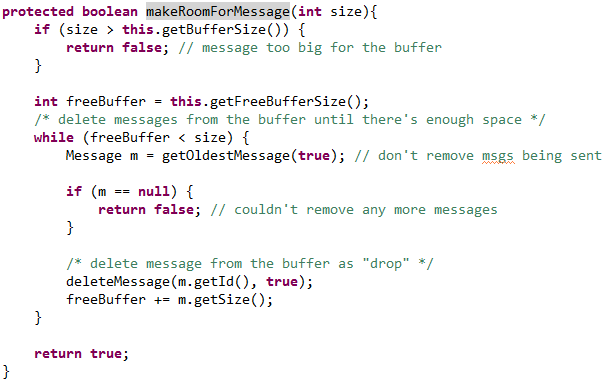 protected boolean makeRoomForMessage(int size){
    if (size > this.getBufferSize()) {
        return false; // message too big for the buffer
    }

    int freeBuffer = this.getFreeBufferSize();
    /* delete messages from the buffer until there's enough space */
    while (freeBuffer < size) {
        Message m = getOldestMessage(true); // don't remove msgs being sent

        if (m == null) {
            return false; // couldn't remove any more messages
        }

        /* delete message from the buffer as "drop" */
        deleteMessage(m.getId(), true);
        freeBuffer += m.getSize();
    }

    return true;
}